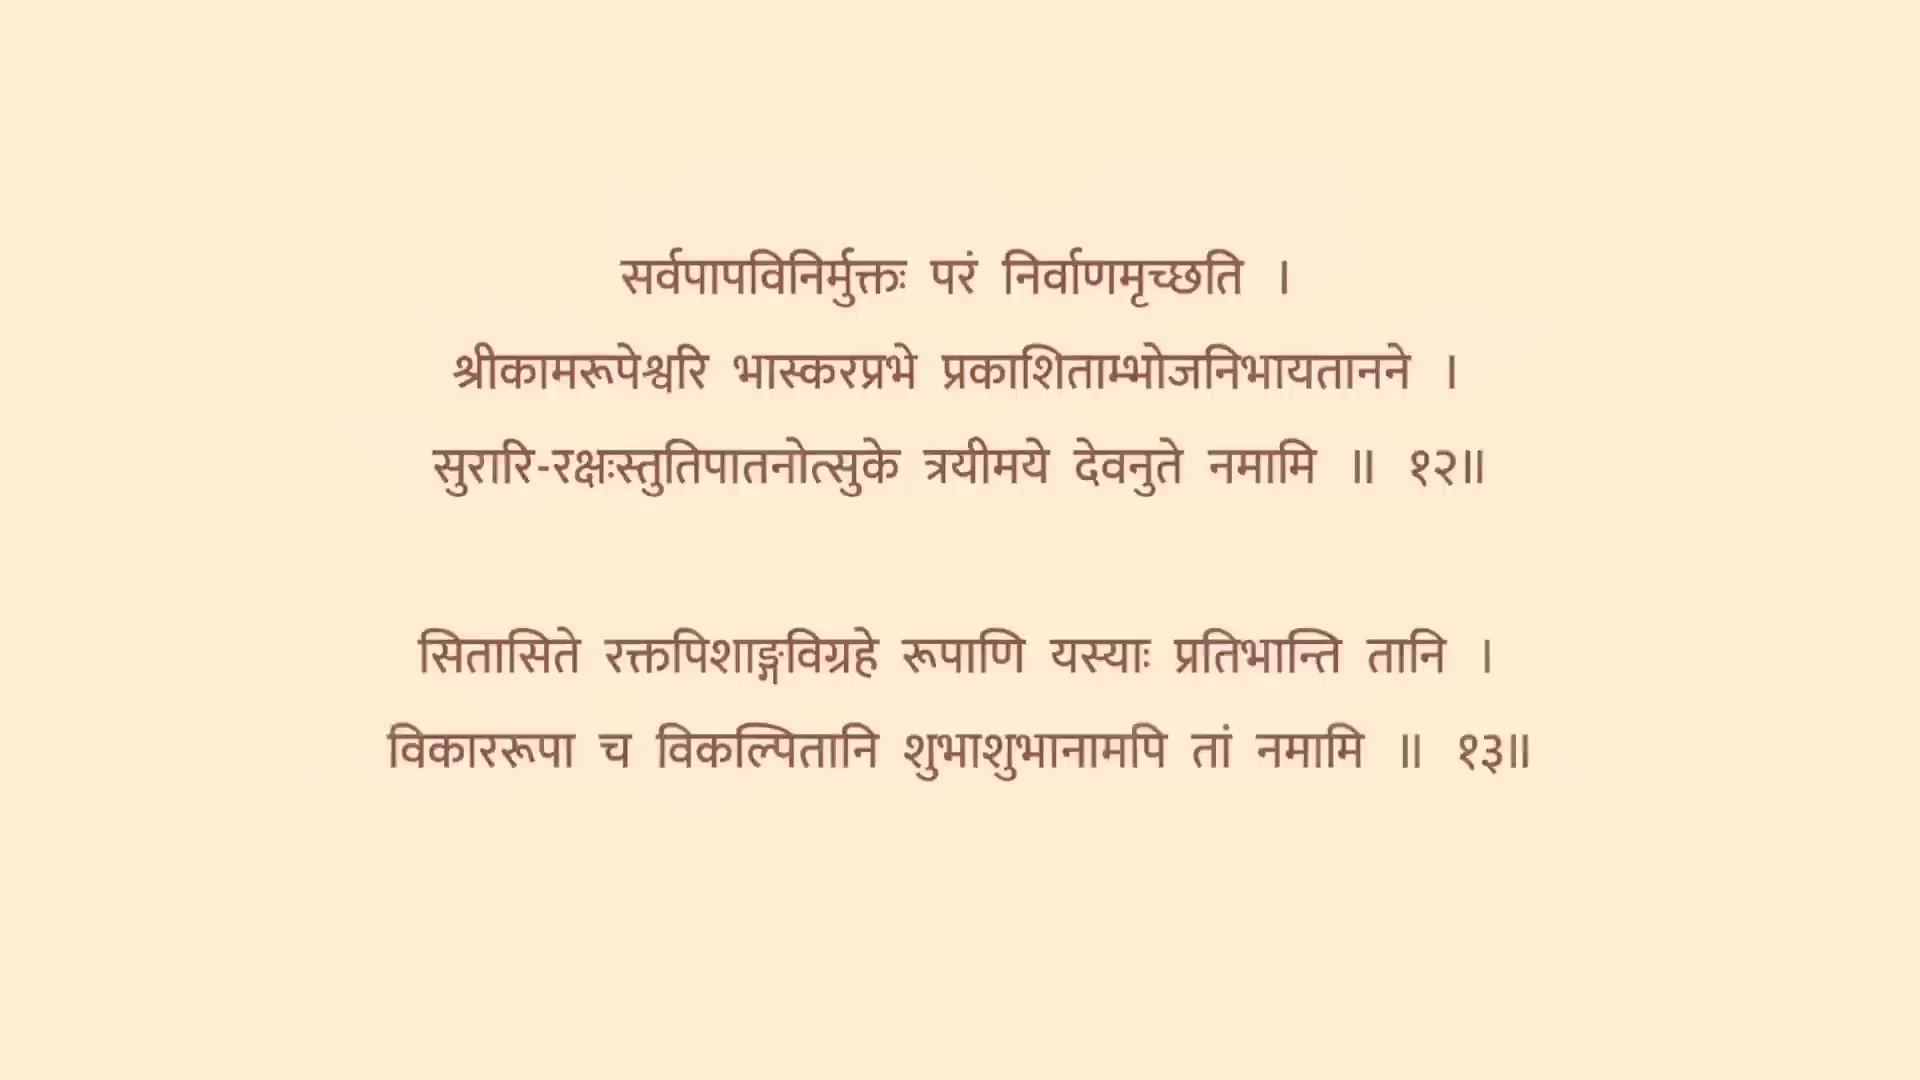 सर्वपापविनिर्मुक्तः परं निर्वाणमृच्छति ।
श्रीकामरूपेश्वरि भास्करप्रभे प्रकाशिताम्भोजनिभायतानने ।
सुरारि-रक्षःस्तुतिपातनोत्सुके त्रयीमये देवनुते नमामि ॥ १२॥
सितासिते रक्तपिशाङ्गविग्रहे रूपाणि यस्याः प्रतिभान्ति तानि ।
विकाररूपा च विकल्पितानि शुभाशुभानामपि तां नमामि ॥ १३॥